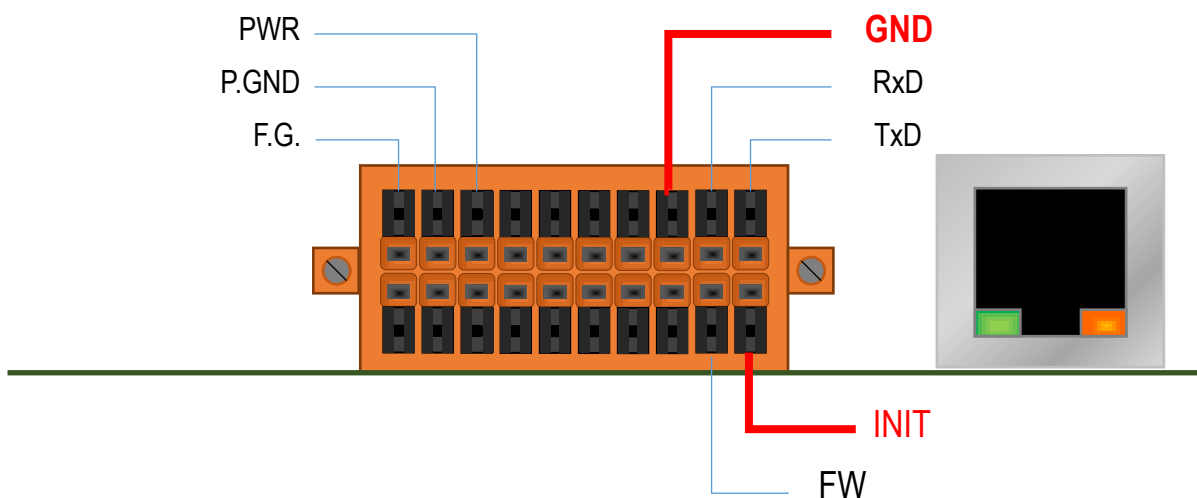 PWR
P.GND
F.G.
GND
RxD
TxD
INIT
FW